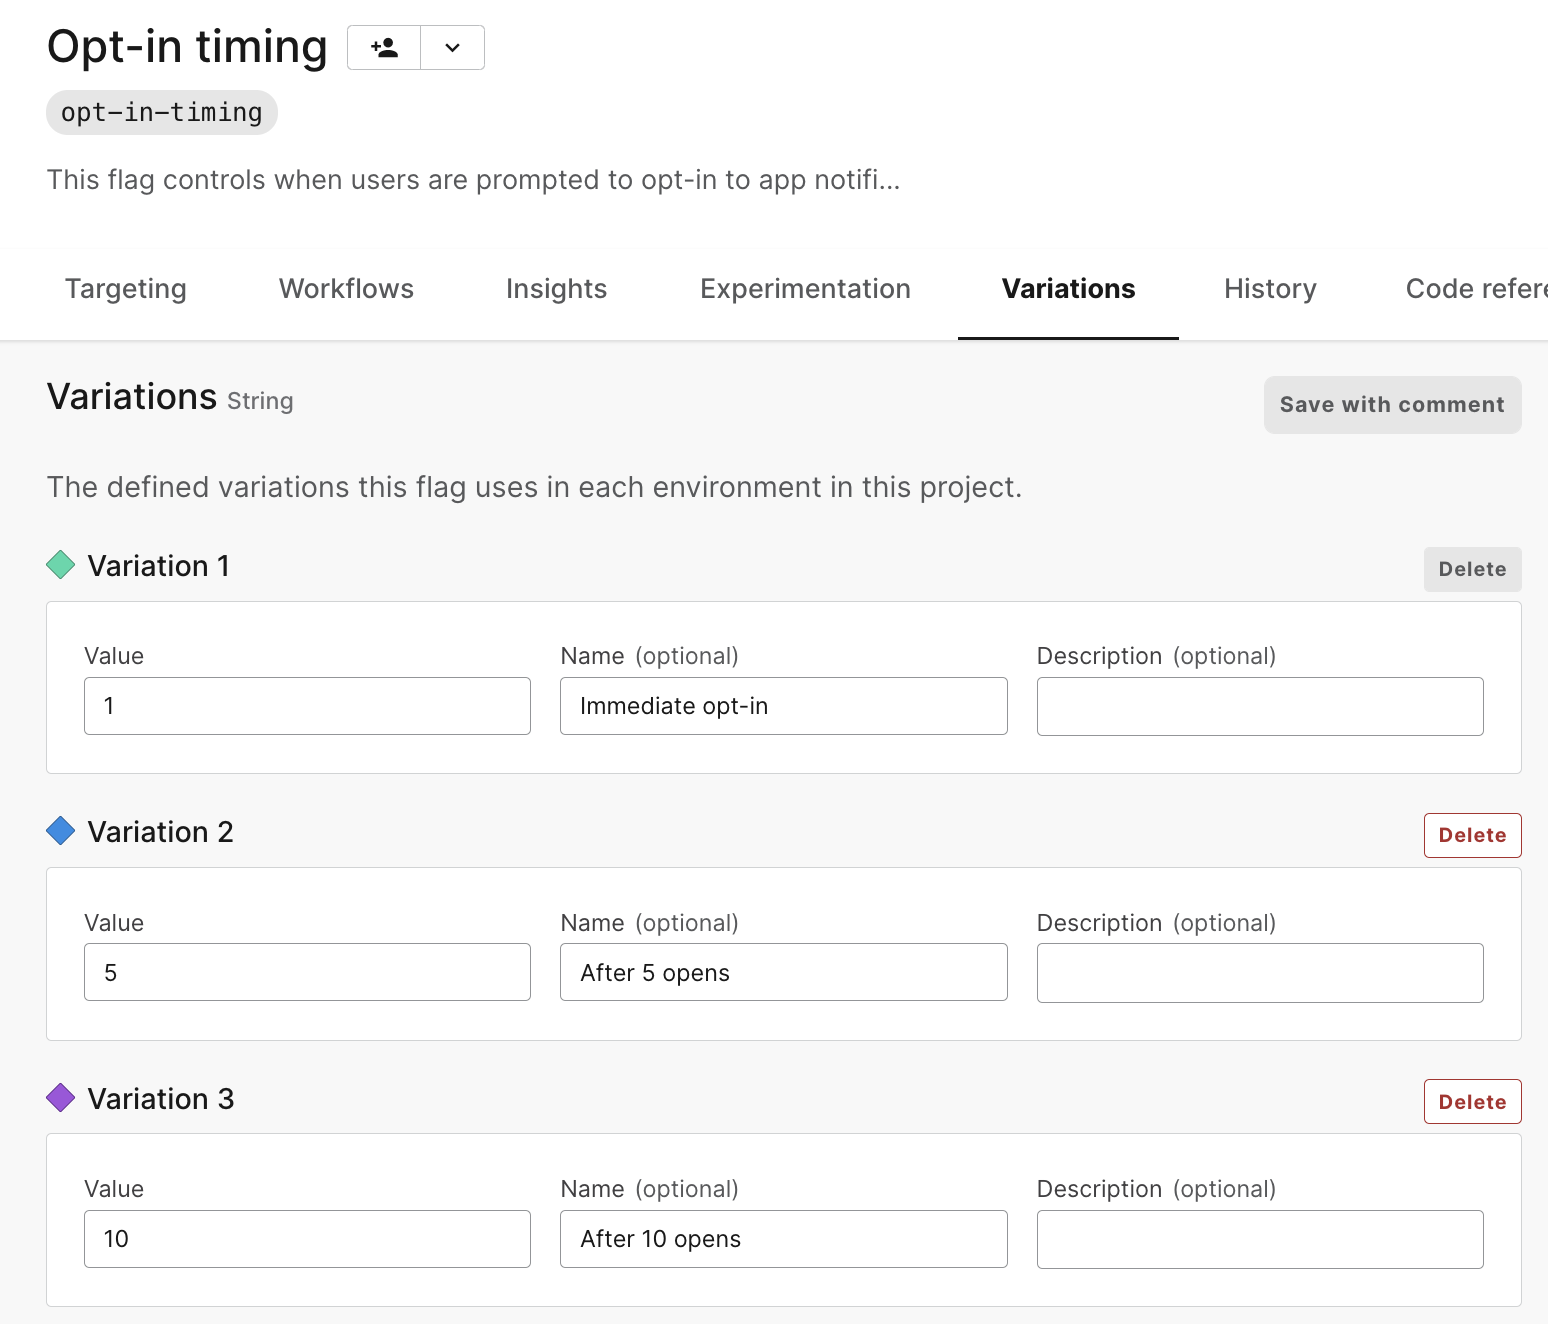 Opt-in timing
opt-in-timing
This flag controls when users are prompted to opt-in to app notifi...
Targeting Workflows Insights Experimentation Variations History Code refere
Variations String
Save with comment
The defined variations this flag uses in each environment in this project.
Variation 1
Delete
Value Name (optional) Description (optional)
1 Immediate opt-in
Variation 2
Delete
Value Name (optional) Description (optional)
5 After 5 opens
Variation 3
Delete
Value Name (optional) Description (optional)
10 After 10 opens